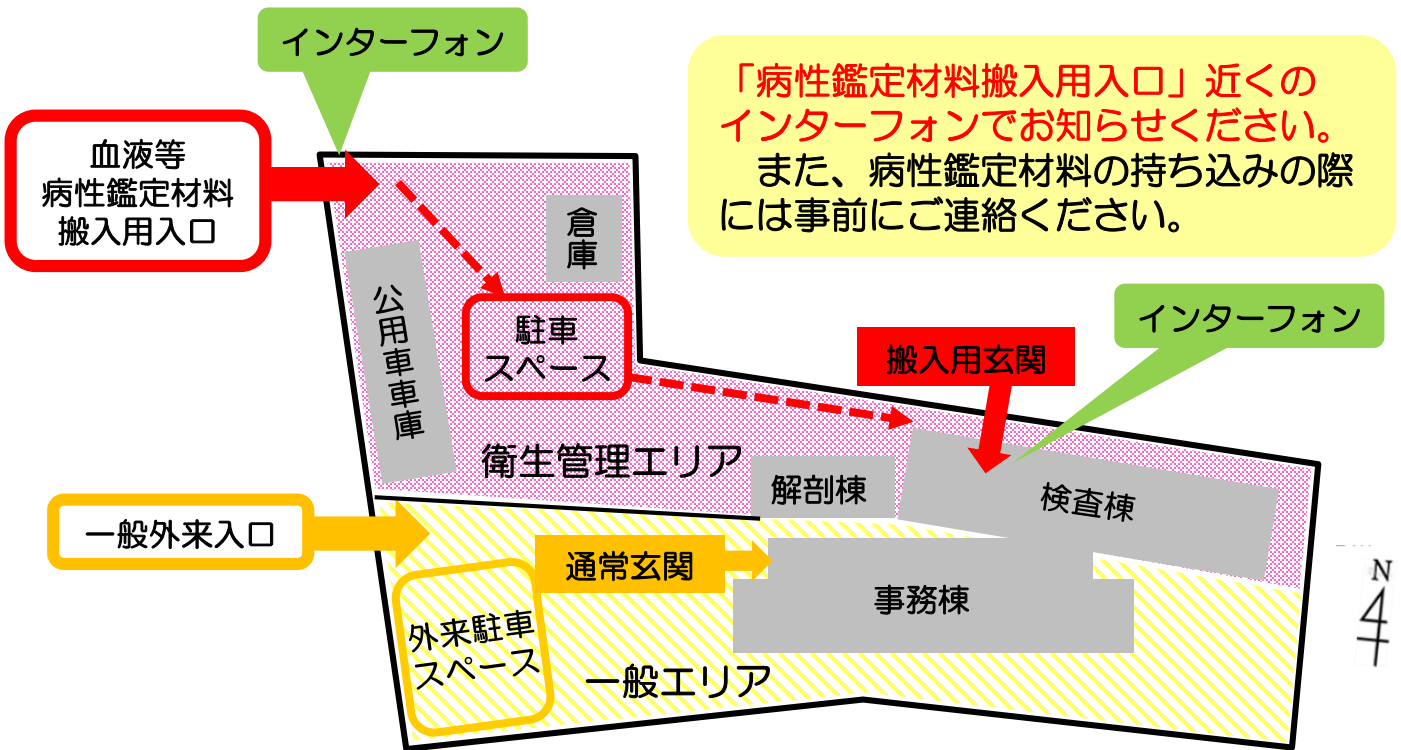 インターフォン
「病性鑑定材料搬入用入口」近くの
インターフォンでお知らせください。
また、病性鑑定材料の持ち込みの際
には事前にご連絡ください。
血液等
病性鑑定材料
搬入用入口
倉庫
公用車車庫
駐車
スペース
インターフォン
搬入用玄関
衛生管理エリア
解剖棟
検査棟
一般外来入口
通常玄関
事務棟
外来駐車
スペース
一般エリア
N